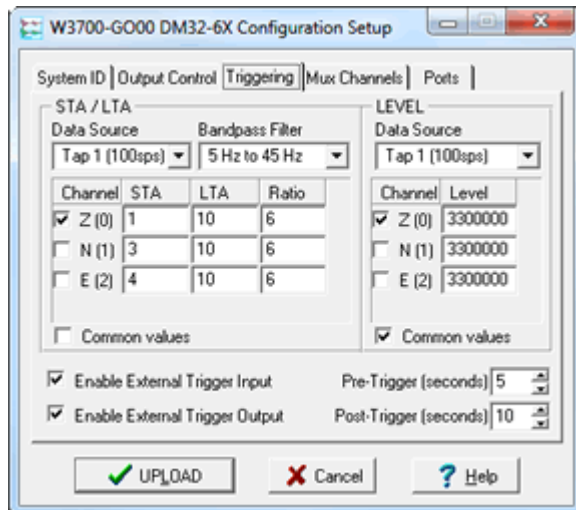 W3700-GO00 DM32-6X Configuration Setup
System ID Output Control Triggering Mux Channels Ports
STA / LTA
Data Source Bandpass Filter
Tap 1 (100sps) 5 Hz to 45 Hz
Channel STA LTA Ratio
Z (0) 1 10 6
N (1) 3 10 6
E (2) 4 10 6
Common values
LEVEL
Data Source
Tap 1 (100sps)
Channel Level
Z (0) 3300000
N (1) 3300000
E (2) 3300000
Common values
Enable External Trigger Input Pre-Trigger (seconds) 5
Enable External Trigger Output Post-Trigger (seconds) 10
UPLOAD Cancel ? Help